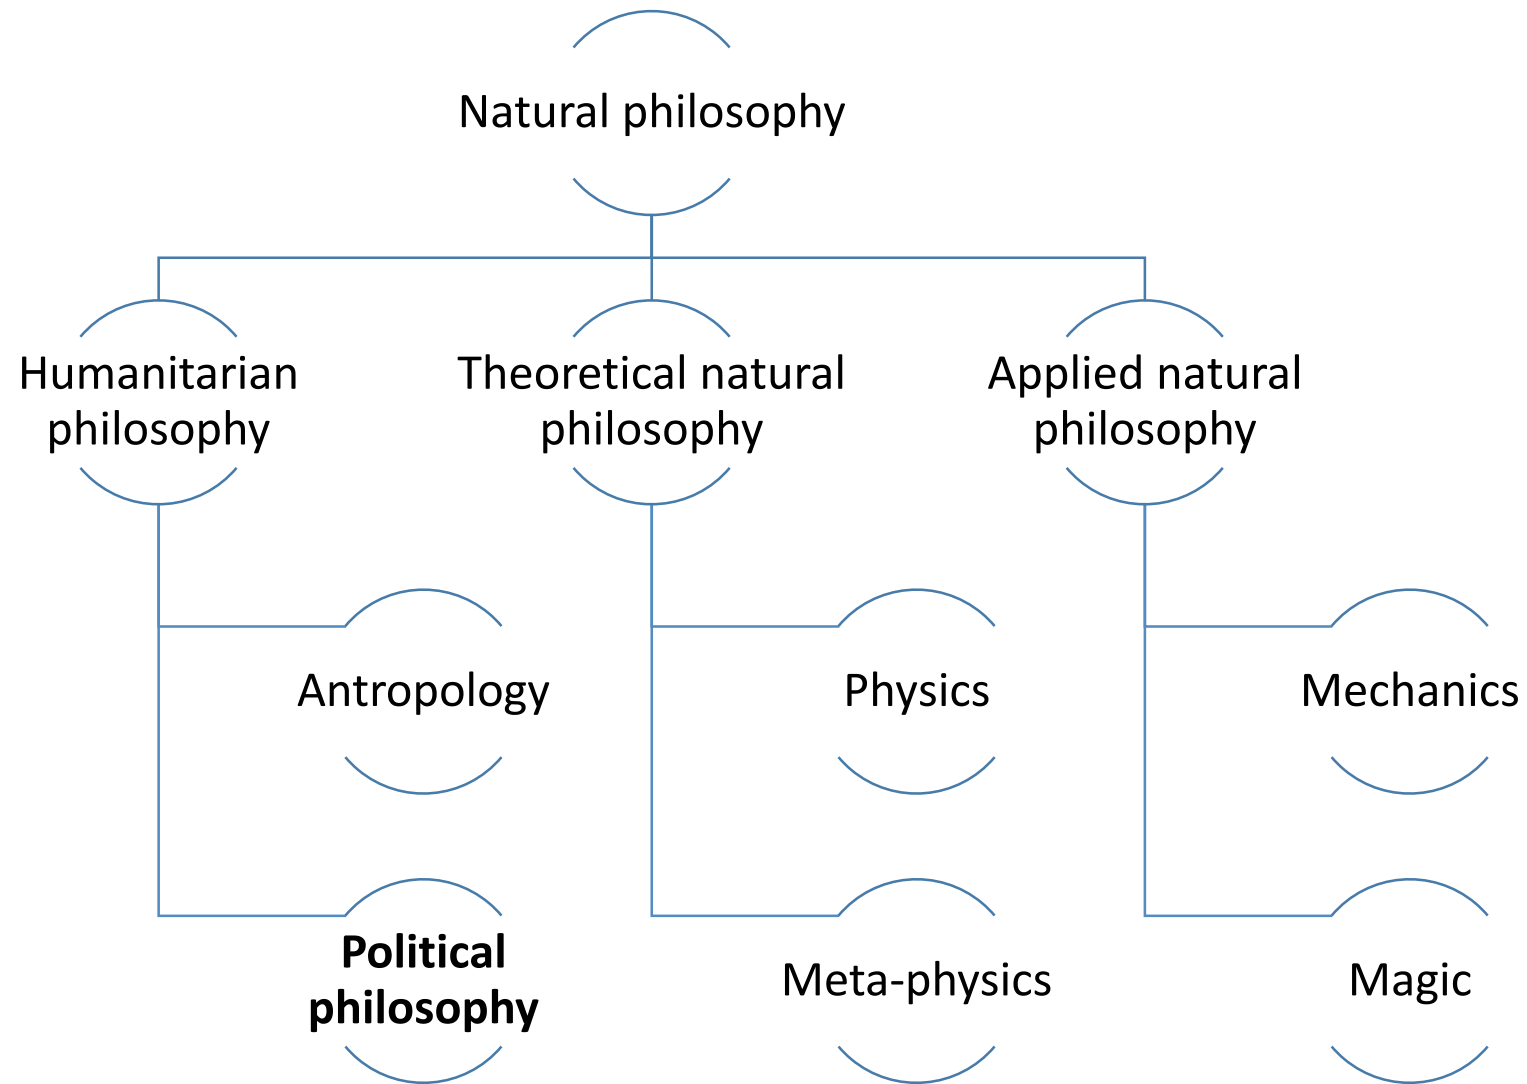 Natural philosophy
Humanitarian
philosophy
Theoretical natural
philosophy
Applied natural
philosophy
Antropology
Physics
Mechanics
Political
philosophy
Meta-physics
Magic